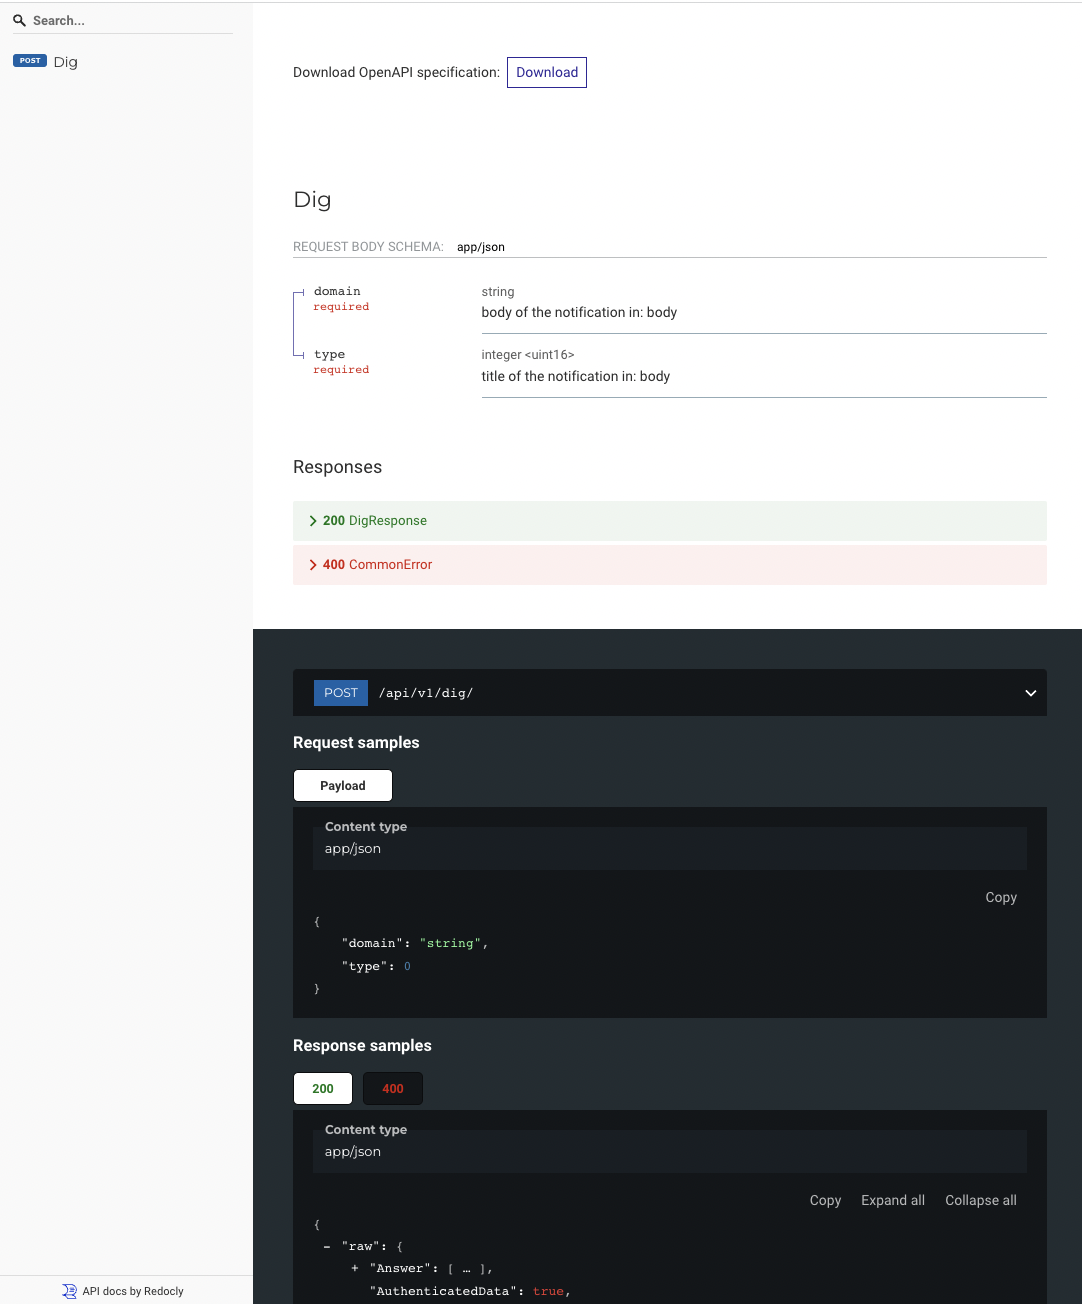 Search...
POST Dig
Download OpenAPI specification: Download
Dig
REQUEST BODY SCHEMA: app/json
domain
required
string
body of the notification in: body
type
required
integer <uint16>
title of the notification in: body
Responses
200 DigResponse
400 CommonError
POST /api/v1/dig/
Request samples
Payload
Content type
app/json
Copy
{
"domain": "string",
"type": 0
}
Response samples
200 400
Content type
app/json
Copy Expand all Collapse all
{
- "raw": {
+ "Answer": [ … ],
"AuthenticatedData": true,
API docs by Redocly